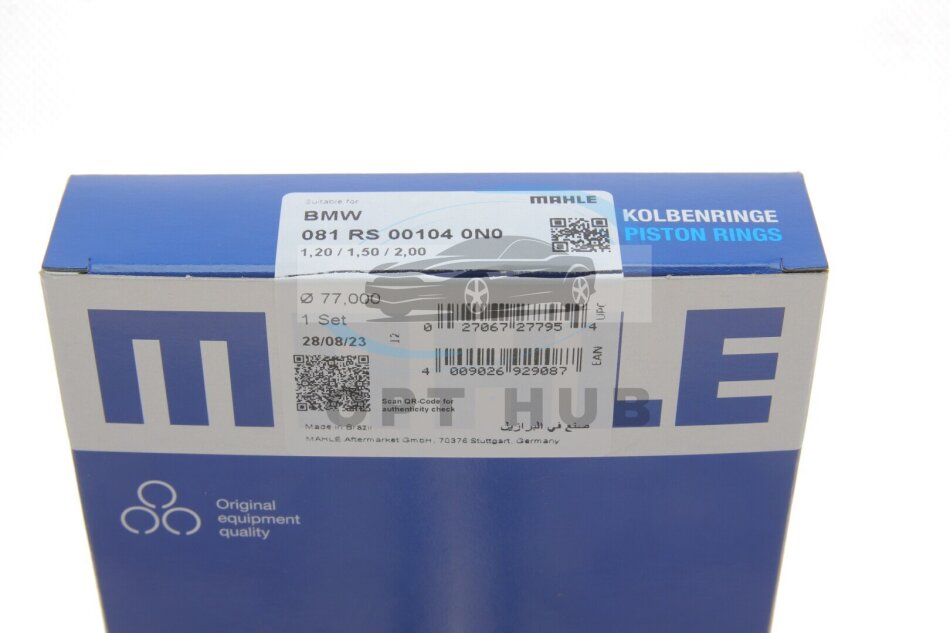 Suitable for
MAHLE
BMW
081 RS 00104 0N0
1,20 / 1,50 / 2,00
KOLBENRINGE
PISTON RINGS
Ø 77,000
1 Set
28/08/23
12
0 27067 27795 4
UPC
4 009026 929087
EAN
Scan QR-Code for
authenticity check
Made in Brazil
صنع في البرازيل
MAHLE Aftermarket GmbH, 70376 Stuttgart, Germany
MAHLE
OPT HUB
Original
equipment
quality